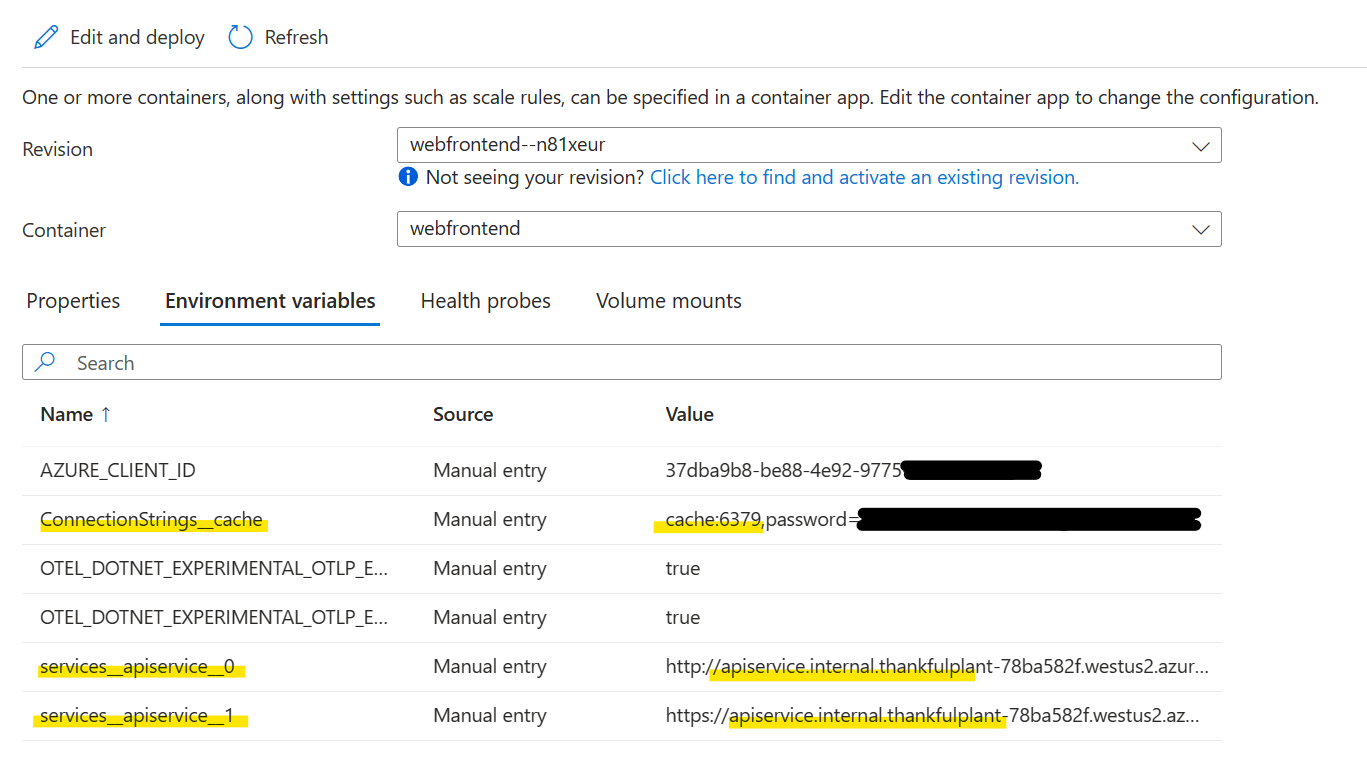 Edit and deploy Refresh
One or more containers, along with settings such as scale rules, can be specified in a container app. Edit the container app to change the configuration.
Revision webfrontend--n81xeur
Not seeing your revision? Click here to find and activate an existing revision.
Container webfrontend
Properties Environment variables Health probes Volume mounts
Search
Name ↑ Source Value
AZURE_CLIENT_ID Manual entry 37dba9b8-be88-4e92-9775
ConnectionStrings__cache Manual entry cache:6379,password=
OTEL_DOTNET_EXPERIMENTAL_OTLP_E... Manual entry true
OTEL_DOTNET_EXPERIMENTAL_OTLP_E... Manual entry true
services__apiservice__0 Manual entry http://apiservice.internal.thankfulplant-78ba582f.westus2.azur...
services__apiservice__1 Manual entry https://apiservice.internal.thankfulplant-78ba582f.westus2.az...